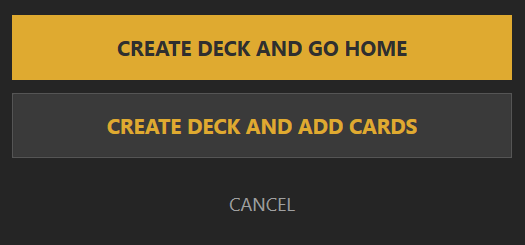 CREATE DECK AND GO HOME
CREATE DECK AND ADD CARDS
CANCEL